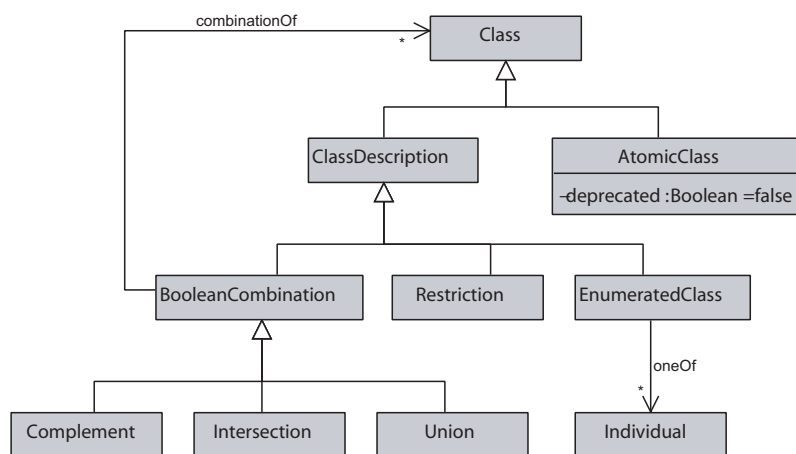 combinationOf
*
Class
ClassDescription
AtomicClass
-deprecated :Boolean =false
BooleanCombination
Restriction
EnumeratedClass
oneOf
*
Complement
Intersection
Union
Individual